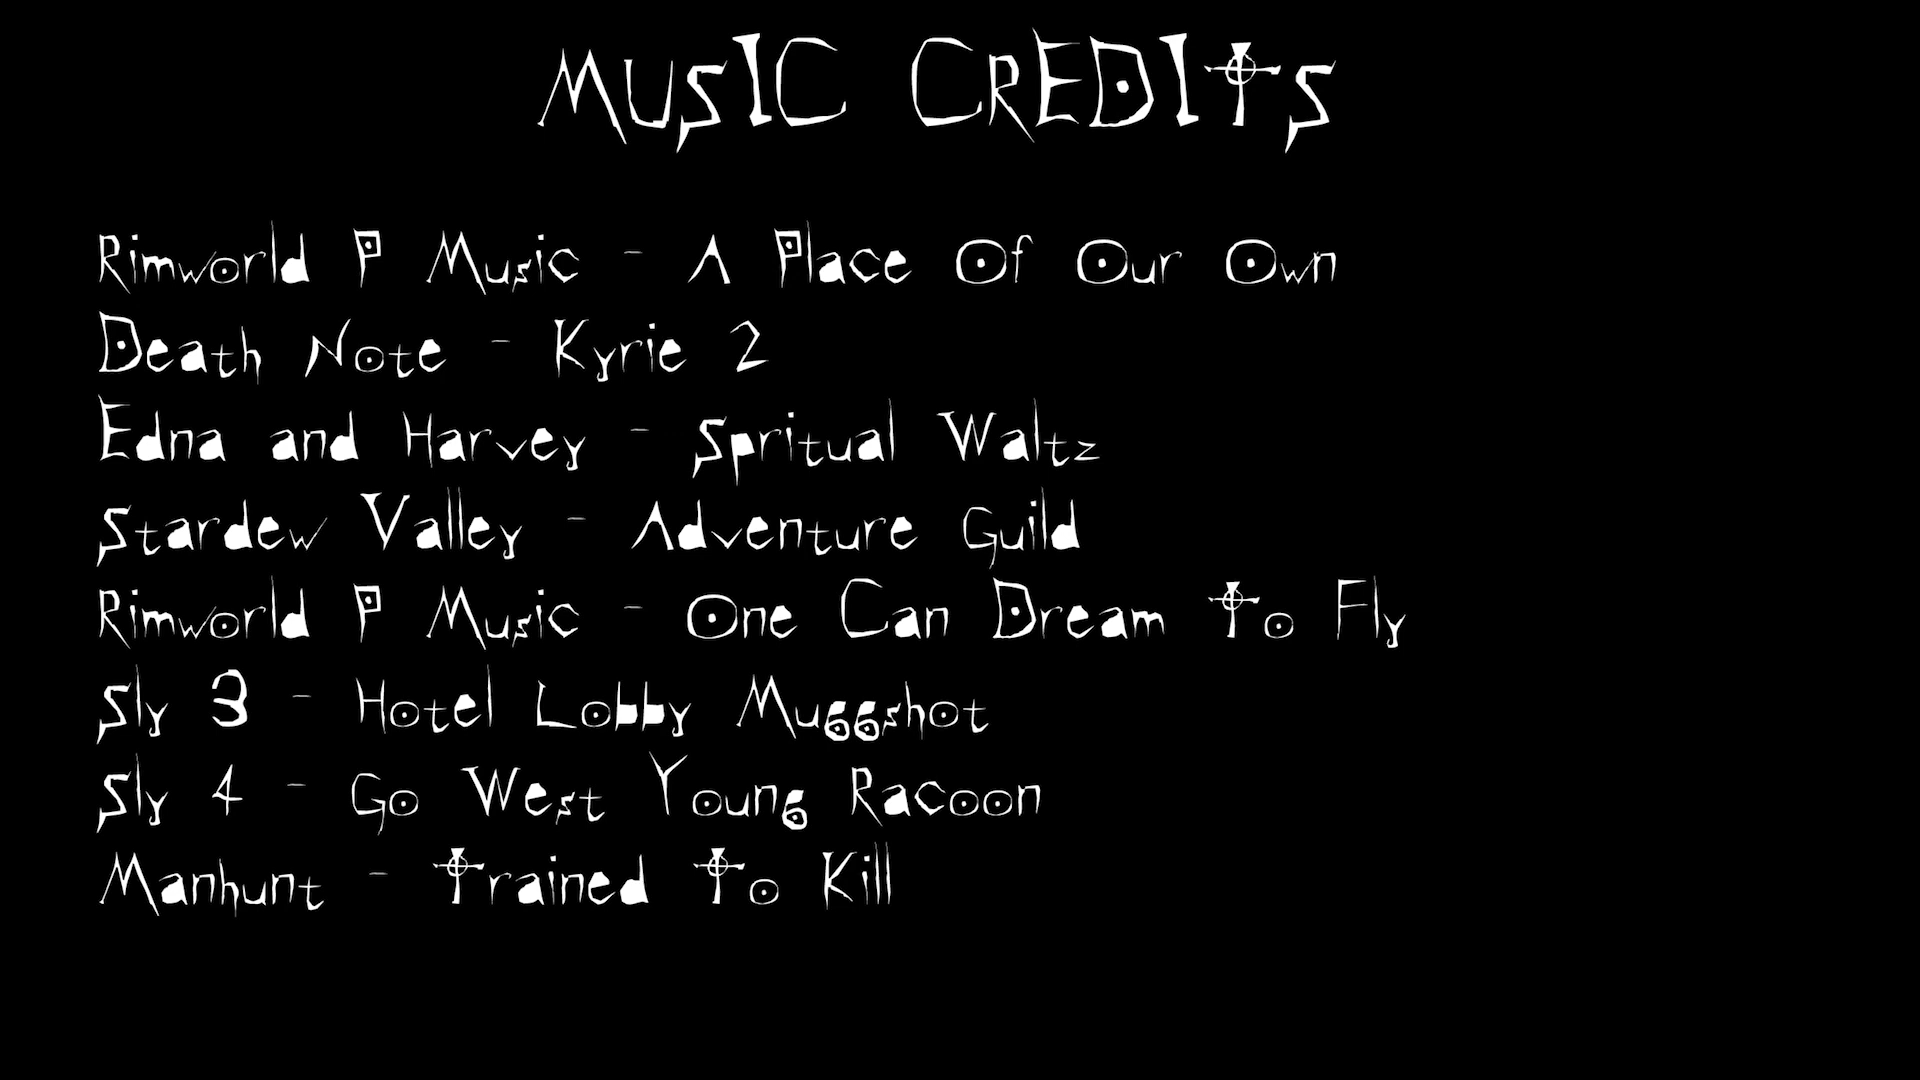 MUSIC CREDITS
Rimworld P Music - A Place Of Our Own
Death Note - Kyrie 2
Edna and Harvey - Spritual Waltz
Stardew Valley - Adventure Guild
Rimworld P Music - One Can Dream To Fly
Sly 3 - Hotel Lobby Muggshot
Sly 4 - Go West Young Racoon
Manhunt - Trained To Kill